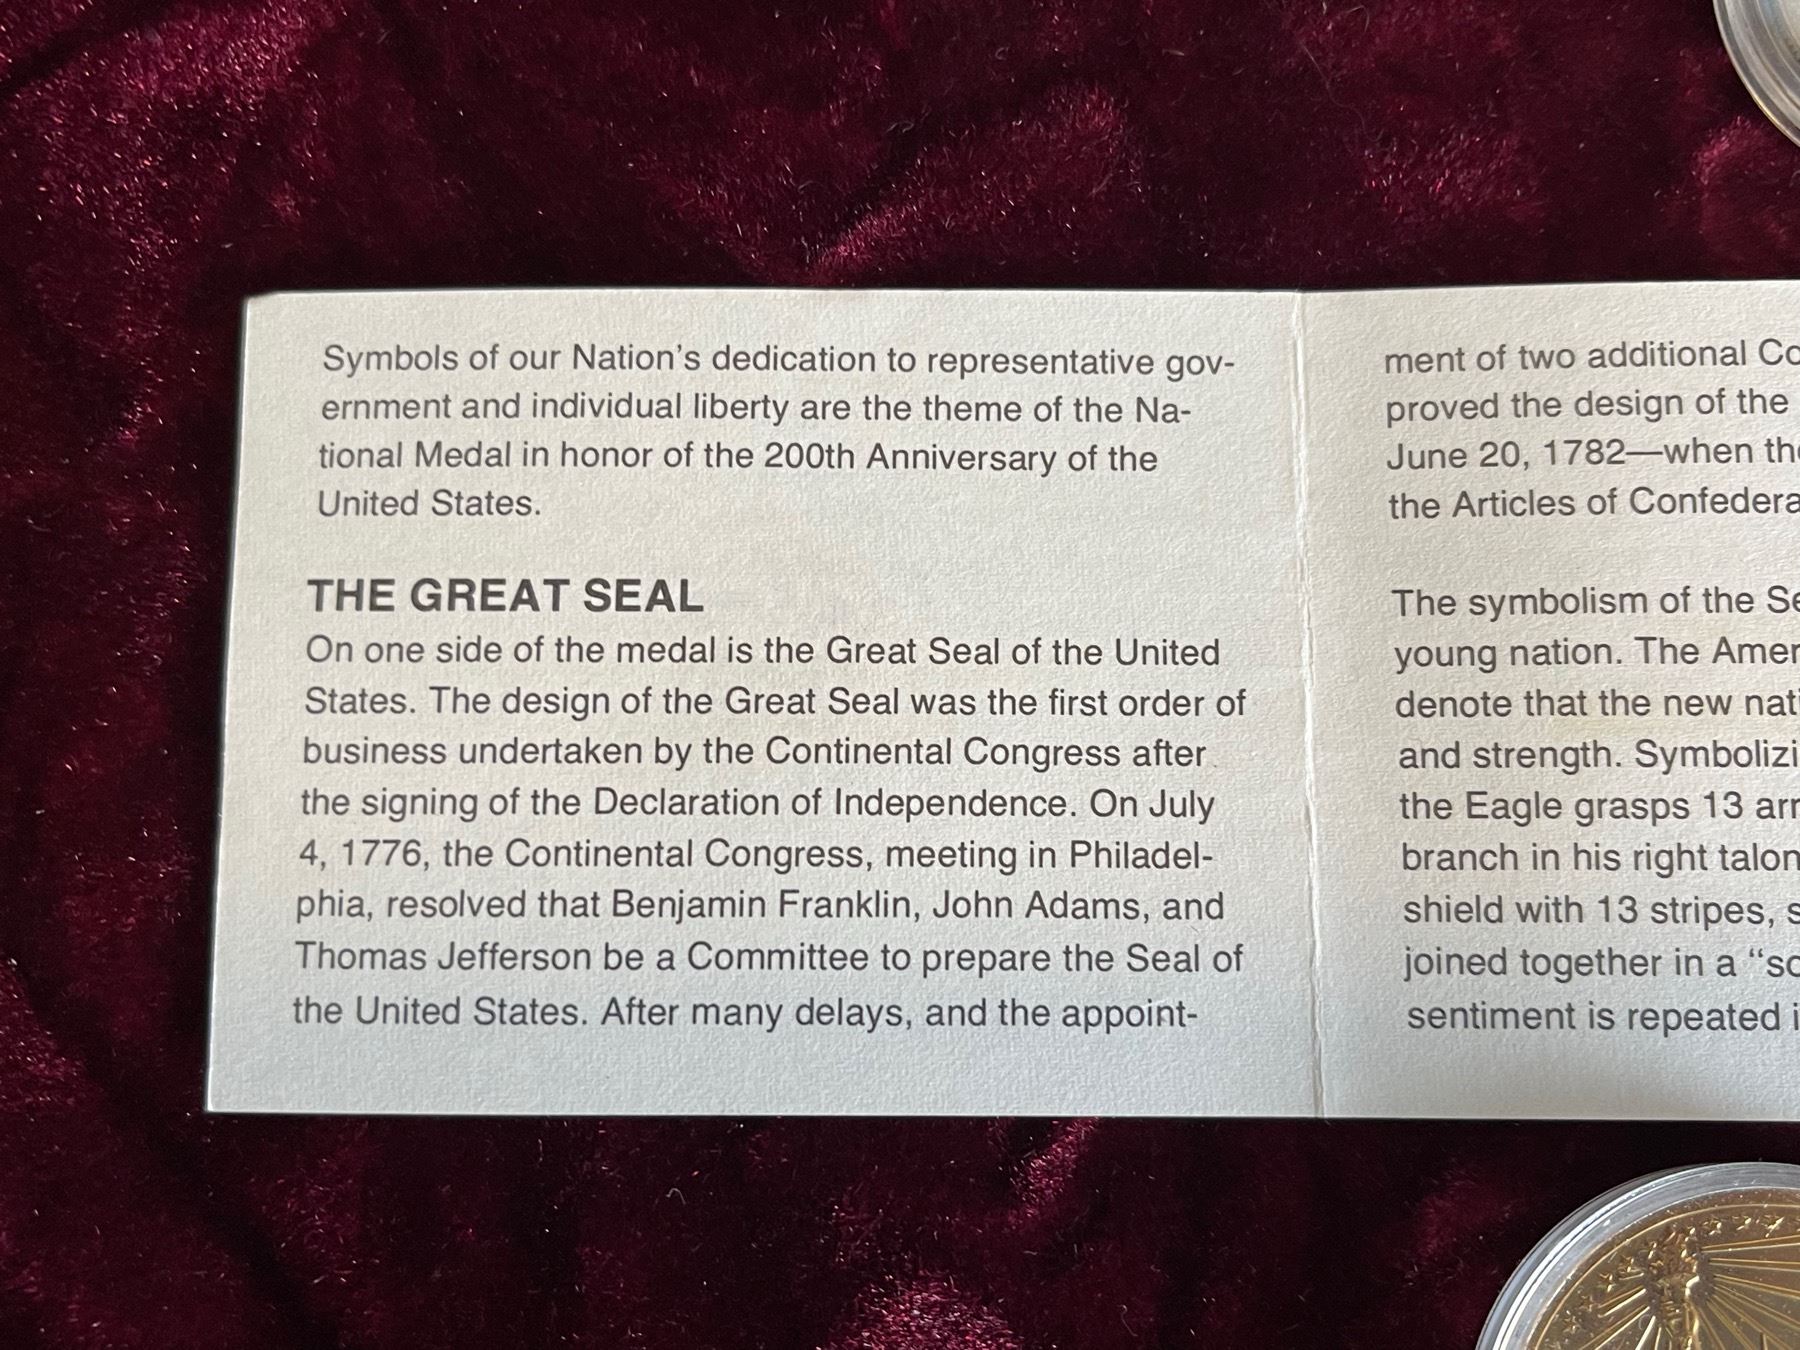 Symbols of our Nation's dedication to representative gov-
ernment and individual liberty are the theme of the Na-
tional Medal in honor of the 200th Anniversary of the
United States.
THE GREAT SEAL
On one side of the medal is the Great Seal of the United
States. The design of the Great Seal was the first order of
business undertaken by the Continental Congress after
the signing of the Declaration of Independence. On July
4, 1776, the Continental Congress, meeting in Philadel-
phia, resolved that Benjamin Franklin, John Adams, and
Thomas Jefferson be a Committee to prepare the Seal of
the United States. After many delays, and the appoint-
ment of two additional
proved the design of the
June 20, 1782—when
the Articles of
The symbolism of the
young nation. The
denote that the new
and strength.
the Eagle grasps 13
branch in his right
shield with 13 stripes,
joined together in a
sentiment is repeated